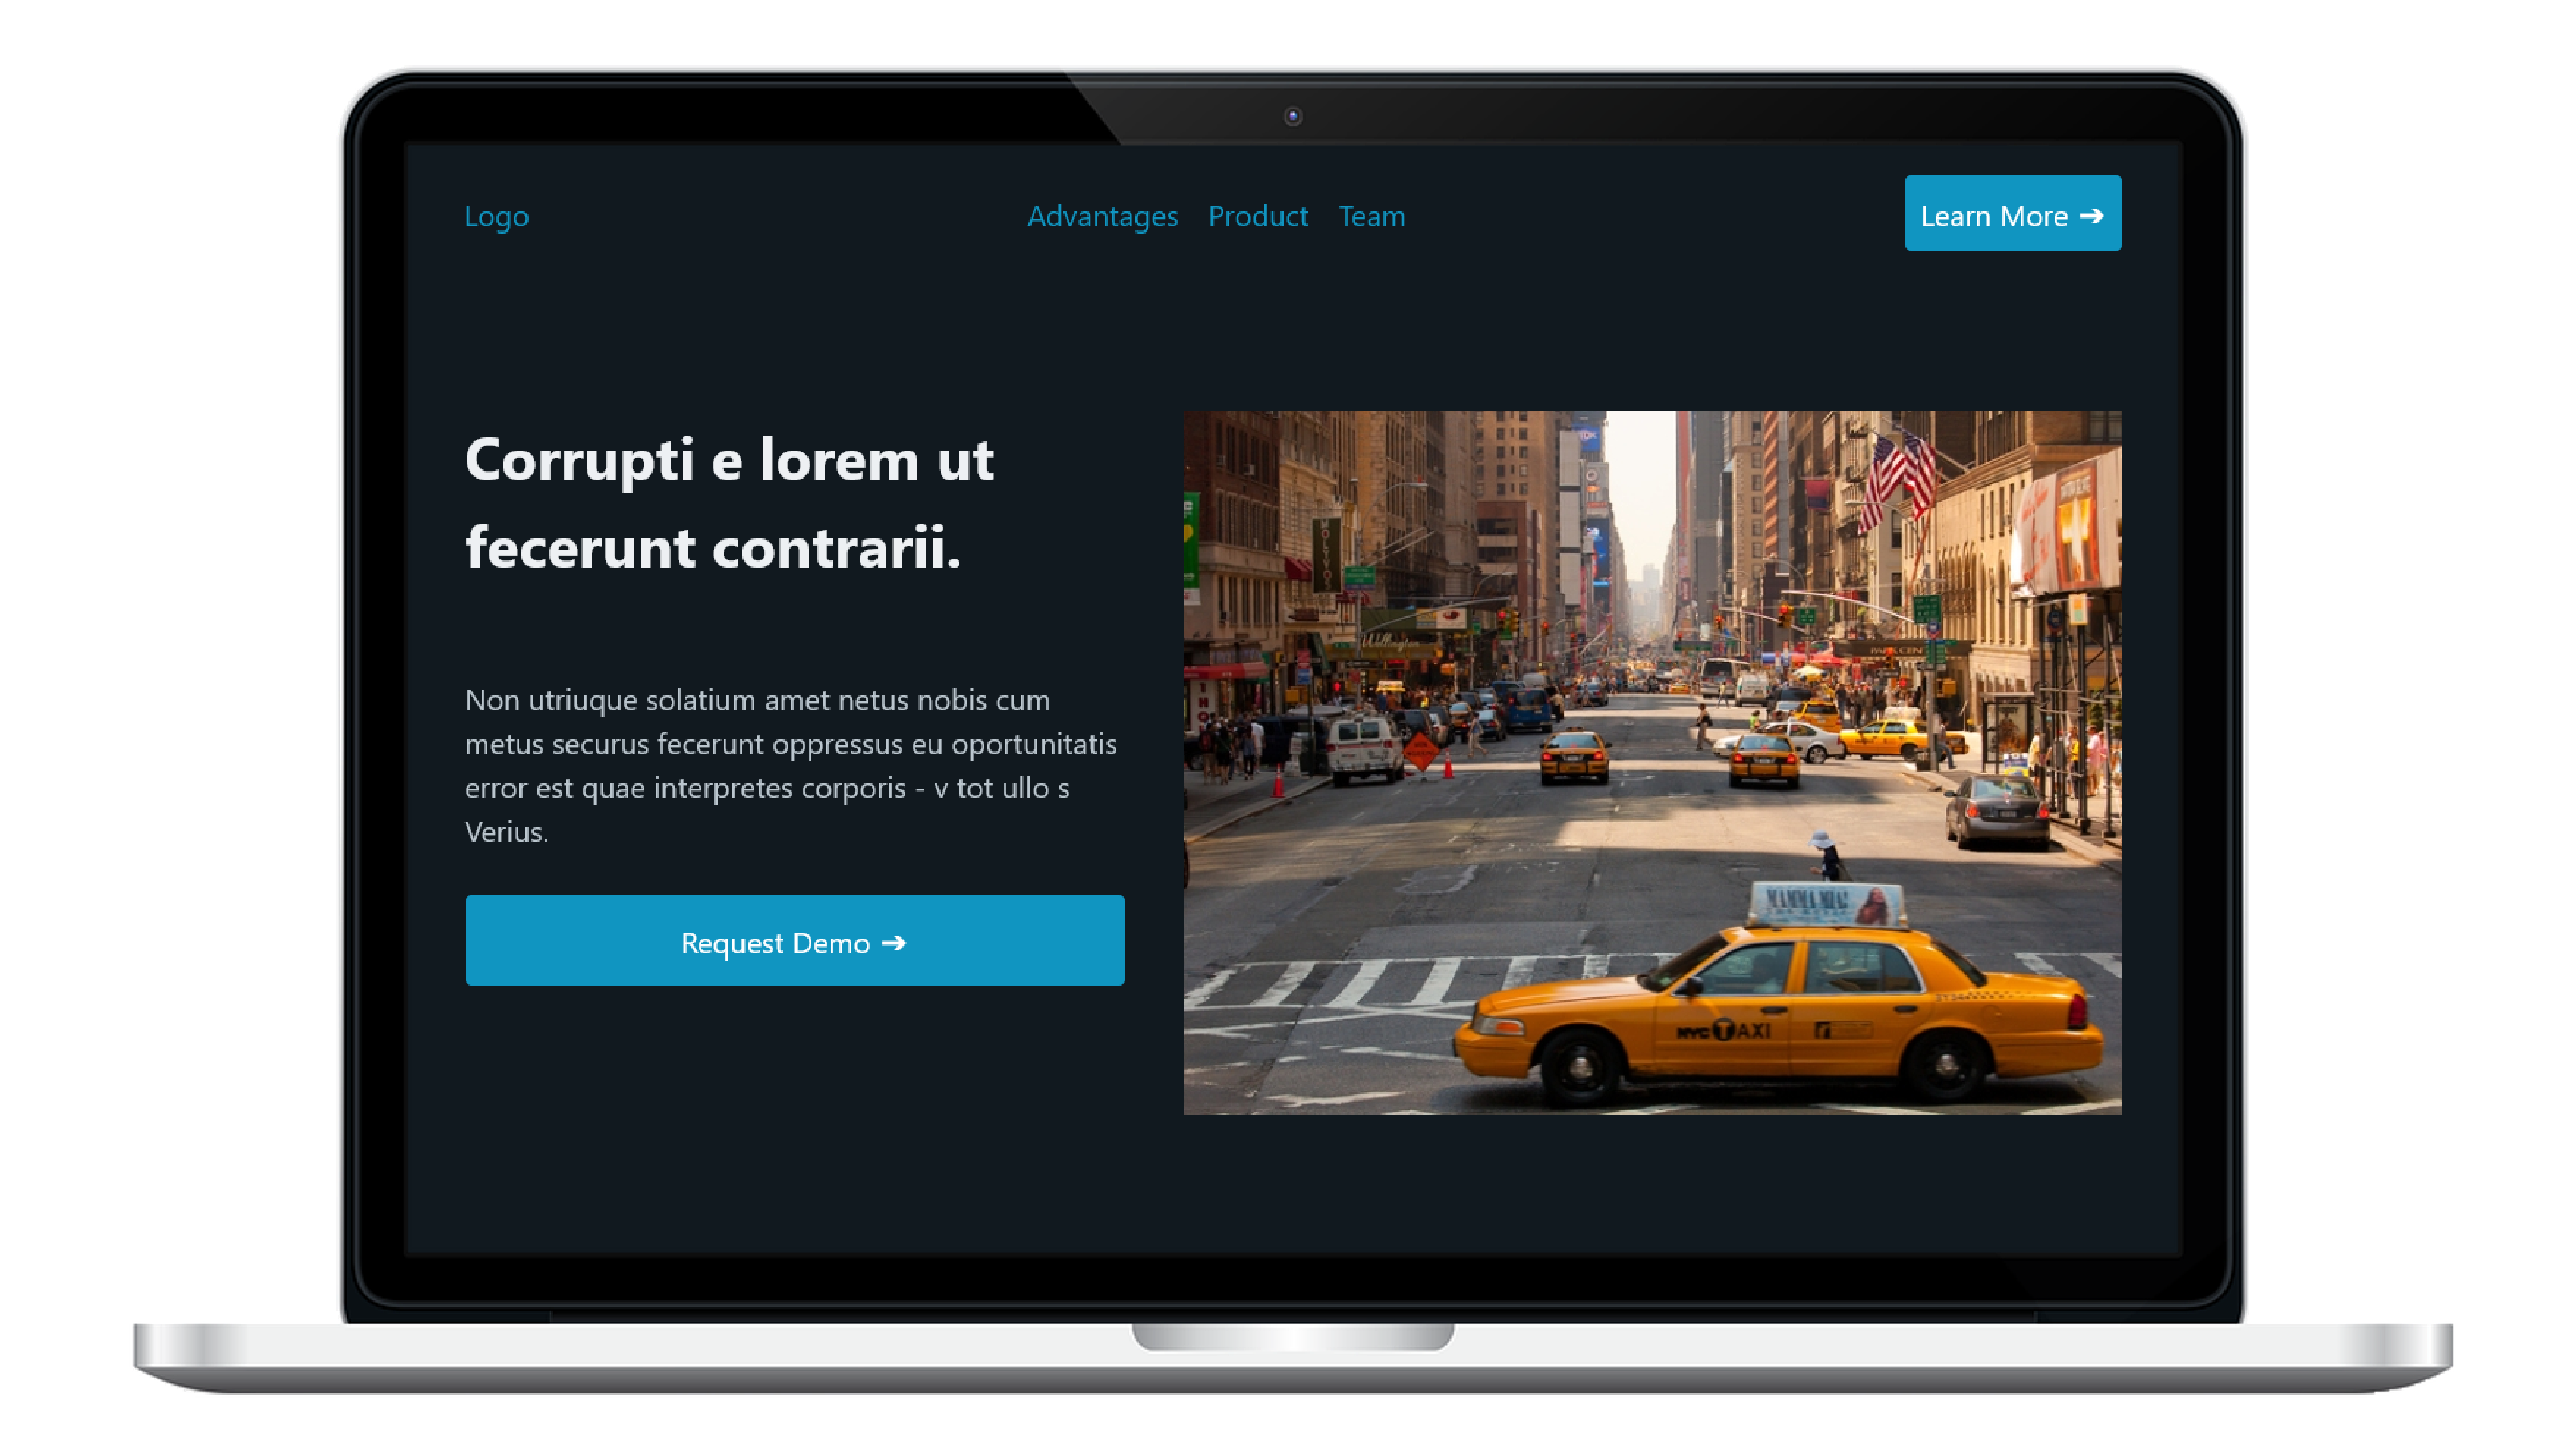 Logo
Advantages Product Team
Learn More ➔
Corrupti e lorem ut
fecerunt contrarii.
Non utriuque solatium amet netus nobis cum
metus securus fecerunt oppressus eu oportunitatis
error est quae interpretes corporis - v tot ullo s
Verius.
Request Demo ➔
TDK
Wellington
MAMMA MIA!
NYC TAXI